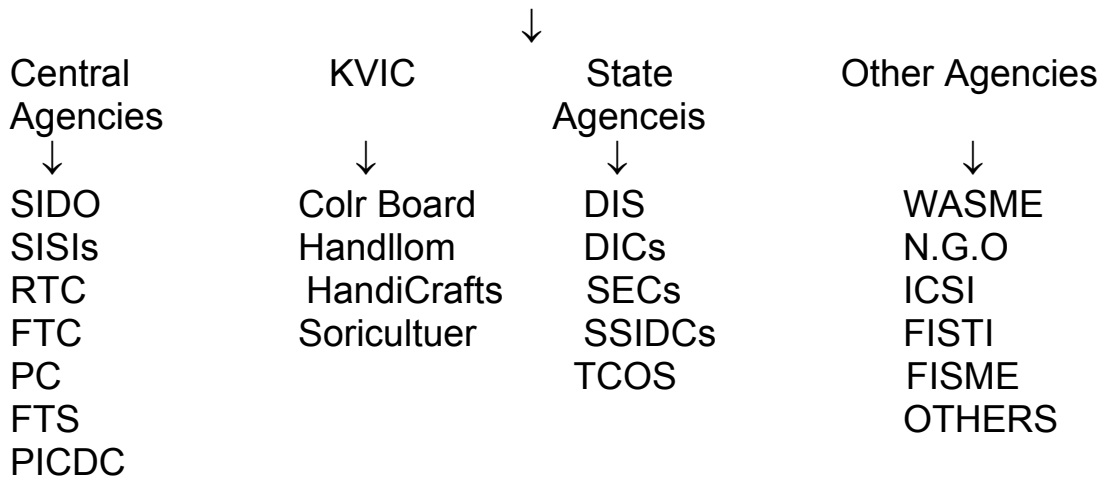 ↓
Central KVIC State Other Agencies
Agencies Agenceis
↓ ↓ ↓ ↓
SIDO Colr Board DIS WASME
SISIs Handllom DICs N.G.O
RTC HandiCrafts SECs ICSI
FTC Soricultuer SSIDCs FISTI
PC TCOS FISME
FTS OTHERS
PICDC